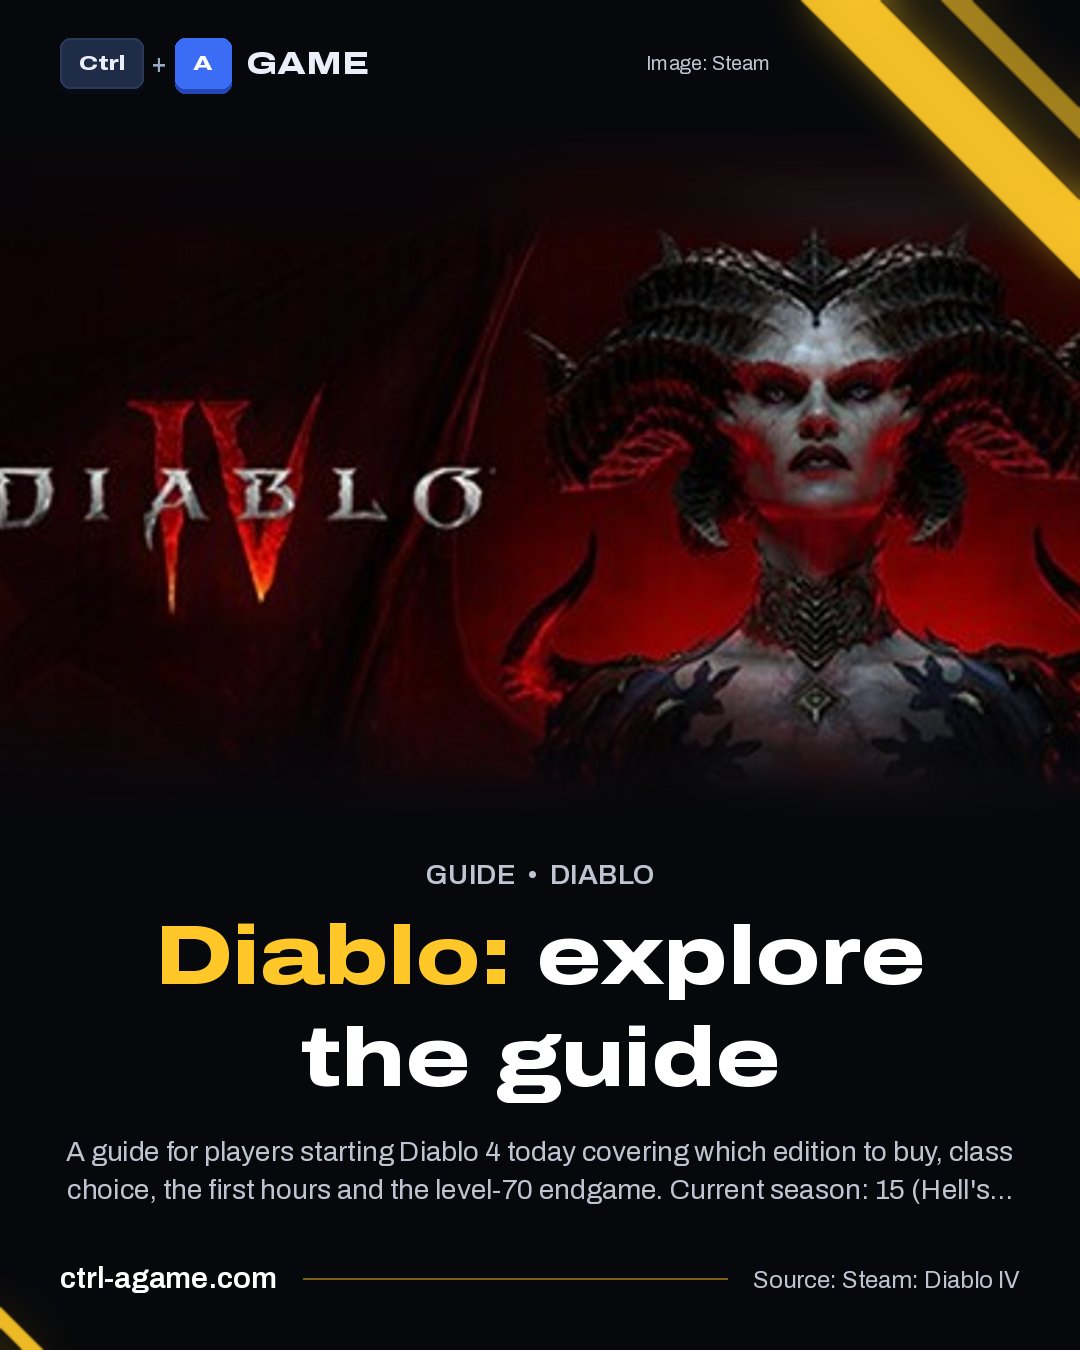 Ctrl + A GAME
Image: Steam
DIABLO
IV
GUIDE • DIABLO
Diablo: explore
the guide
A guide for players starting Diablo 4 today covering which edition to buy, class
choice, the first hours and the level-70 endgame. Current season: 15 (Hell's...
ctrl-agame.com
Source: Steam: Diablo IV